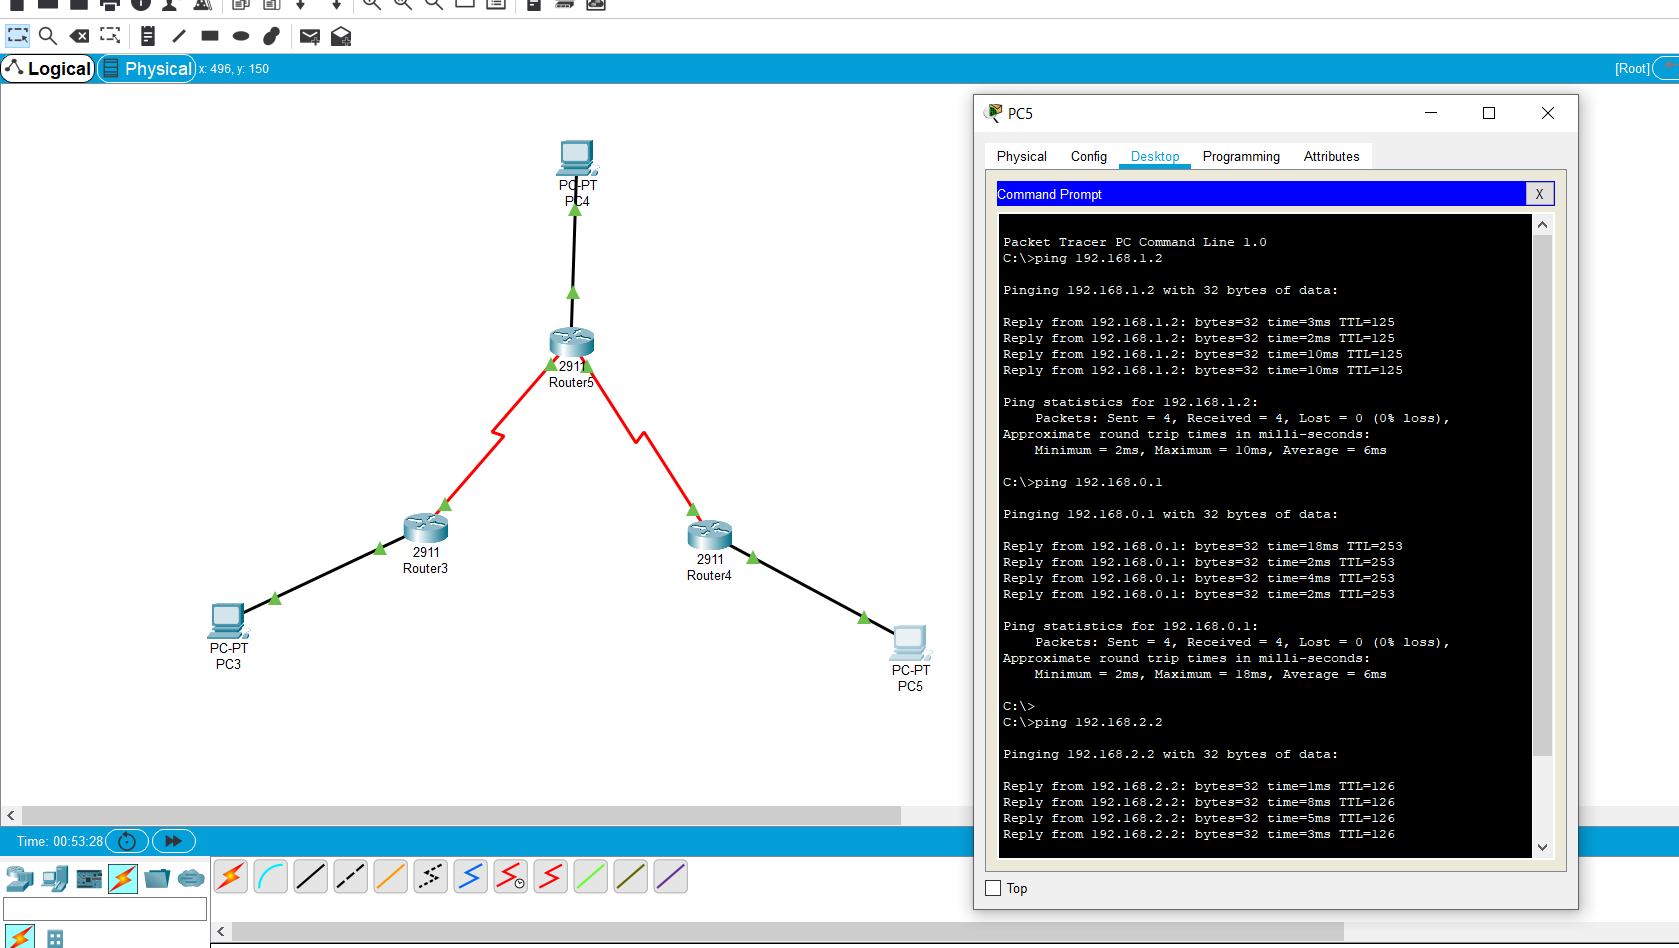 Logical
Physical
x: 496, y: 150
[Root]
PC-PT
PC4
2911
Router5
2911
Router3
2911
Router4
PC-PT
PC3
PC-PT
PC5
PC5
Physical
Config
Desktop
Programming
Attributes
Command Prompt
X
Packet Tracer PC Command Line 1.0
C:\>ping 192.168.1.2
Pinging 192.168.1.2 with 32 bytes of data:
Reply from 192.168.1.2: bytes=32 time=3ms TTL=125
Reply from 192.168.1.2: bytes=32 time=2ms TTL=125
Reply from 192.168.1.2: bytes=32 time=10ms TTL=125
Reply from 192.168.1.2: bytes=32 time=10ms TTL=125
Ping statistics for 192.168.1.2:
Packets: Sent = 4, Received = 4, Lost = 0 (0% loss),
Approximate round trip times in milli-seconds:
Minimum = 2ms, Maximum = 10ms, Average = 6ms
C:\>ping 192.168.0.1
Pinging 192.168.0.1 with 32 bytes of data:
Reply from 192.168.0.1: bytes=32 time=18ms TTL=253
Reply from 192.168.0.1: bytes=32 time=2ms TTL=253
Reply from 192.168.0.1: bytes=32 time=4ms TTL=253
Reply from 192.168.0.1: bytes=32 time=2ms TTL=253
Ping statistics for 192.168.0.1:
Packets: Sent = 4, Received = 4, Lost = 0 (0% loss),
Approximate round trip times in milli-seconds:
Minimum = 2ms, Maximum = 18ms, Average = 6ms
C:\>
C:\>ping 192.168.2.2
Pinging 192.168.2.2 with 32 bytes of data:
Reply from 192.168.2.2: bytes=32 time=1ms TTL=126
Reply from 192.168.2.2: bytes=32 time=8ms TTL=126
Reply from 192.168.2.2: bytes=32 time=5ms TTL=126
Reply from 192.168.2.2: bytes=32 time=3ms TTL=126
Top
Time: 00:53:28